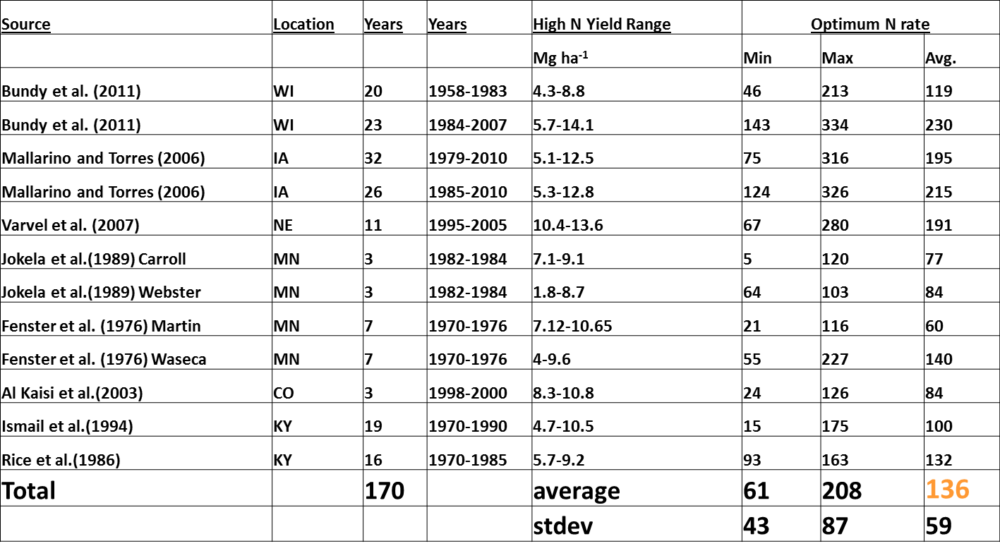 Source Location Years Years High N Yield Range Optimum N rate
Mg ha-1 Min Max Avg.
Bundy et al. (2011) WI 20 1958-1983 4.3-8.8 46 213 119
Bundy et al. (2011) WI 23 1984-2007 5.7-14.1 143 334 230
Mallarino and Torres (2006) IA 32 1979-2010 5.1-12.5 75 316 195
Mallarino and Torres (2006) IA 26 1985-2010 5.3-12.8 124 326 215
Varvel et al. (2007) NE 11 1995-2005 10.4-13.6 67 280 191
Jokela et al.(1989) Carroll MN 3 1982-1984 7.1-9.1 5 120 77
Jokela et al.(1989) Webster MN 3 1982-1984 1.8-8.7 64 103 84
Fenster et al. (1976) Martin MN 7 1970-1976 7.12-10.65 21 116 60
Fenster et al. (1976) Waseca MN 7 1970-1976 4-9.6 55 227 140
Al Kaisi et al.(2003) CO 3 1998-2000 8.3-10.8 24 126 84
Ismail et al.(1994) KY 19 1970-1990 4.7-10.5 15 175 100
Rice et al.(1986) KY 16 1970-1985 5.7-9.2 93 163 132
Total 170 average 61 208 136
stdev 43 87 59